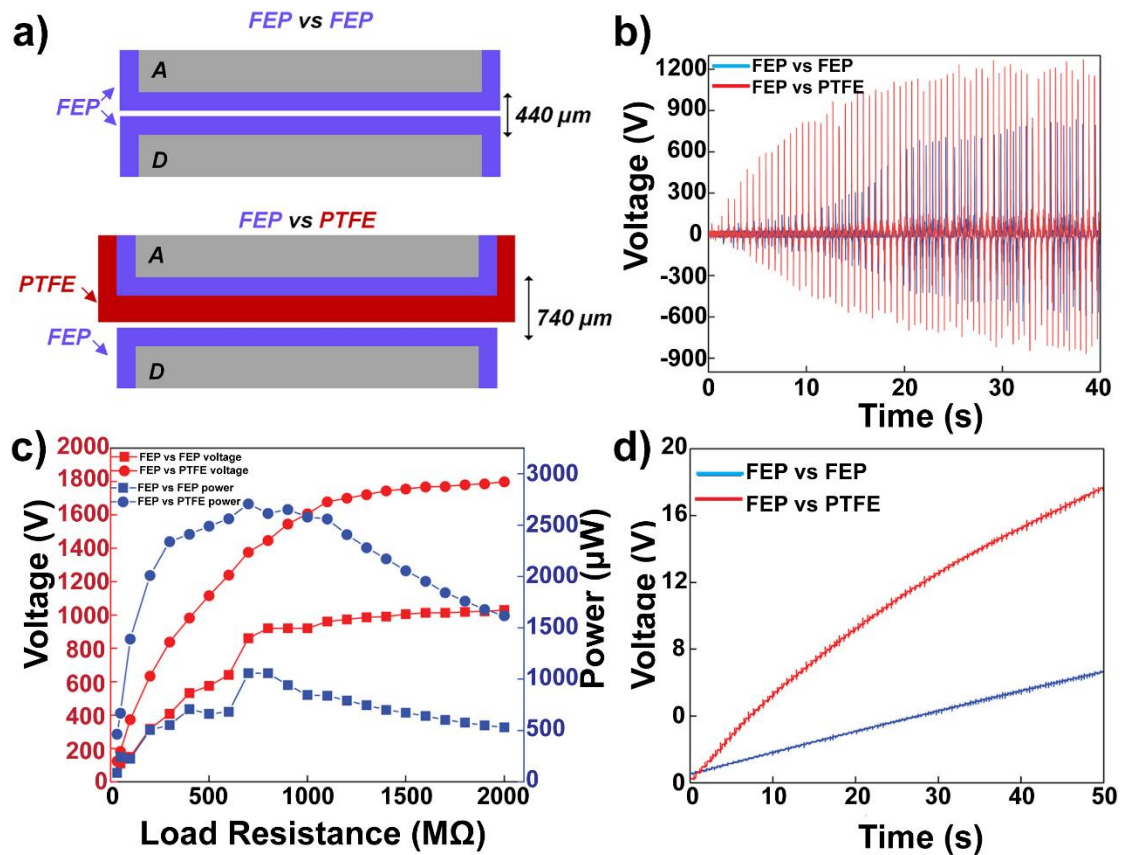 a)
FEP vs FEP
A
FEP
440 µm
D
FEP vs PTFE
A
PTFE
740 µm
FEP
D
b)
FEP vs FEP
FEP vs PTFE
1200
900
600
300
0
-300
-600
-900
Voltage (V)
0 10 20 30 40
Time (s)
c)
FEP vs FEP voltage
FEP vs PTFE voltage
FEP vs FEP power
FEP vs PTFE power
2000
1800
1600
1400
1200
1000
800
600
400
200
0
Voltage (V)
3000
2500
2000
1500
1000
500
0
Power (µW)
0 500 1000 1500 2000
Load Resistance (MΩ)
d)
FEP vs FEP
FEP vs PTFE
20
16
12
8
0
0
Voltage (V)
0 10 20 30 40 50
Time (s)